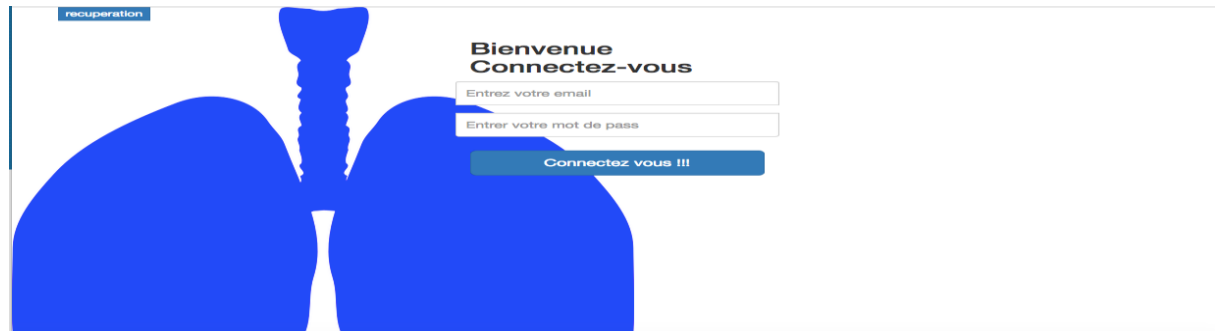 recuperation
Bienvenue
Connectez-vous
Entrez votre email
Entrer votre mot de pass
Connectez vous !!!